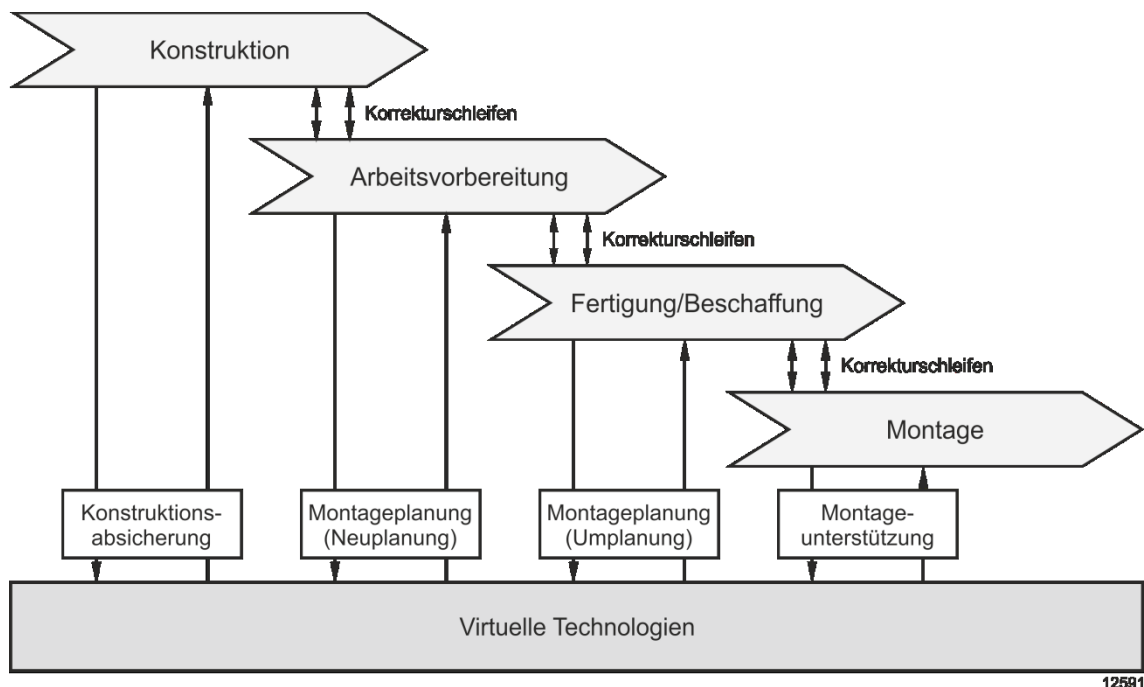 Konstruktion
Korrekturschleifen
Arbeitsvorbereitung
Korrekturschleifen
Fertigung/Beschaffung
Korrekturschleifen
Montage
Konstruktions-
absicherung
Montageplanung
(Neuplanung)
Montageplanung
(Umplanung)
Montage-
unterstützung
Virtuelle Technologien
12591